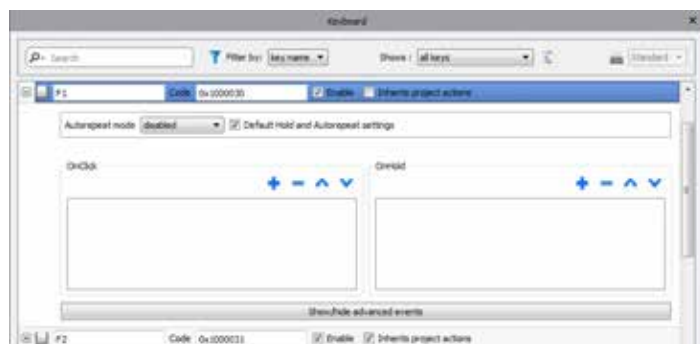 Keyboard
Search Filter by: key name Shows : all keys Standard
F1 Code 0x1000030 Enable Inherits project actions
Autorepeat mode disabled Default Hold and Autorepeat settings
OnClick OnHold
Show/hide advanced events
F2 Code 0x1000031 Enable Inherits project actions